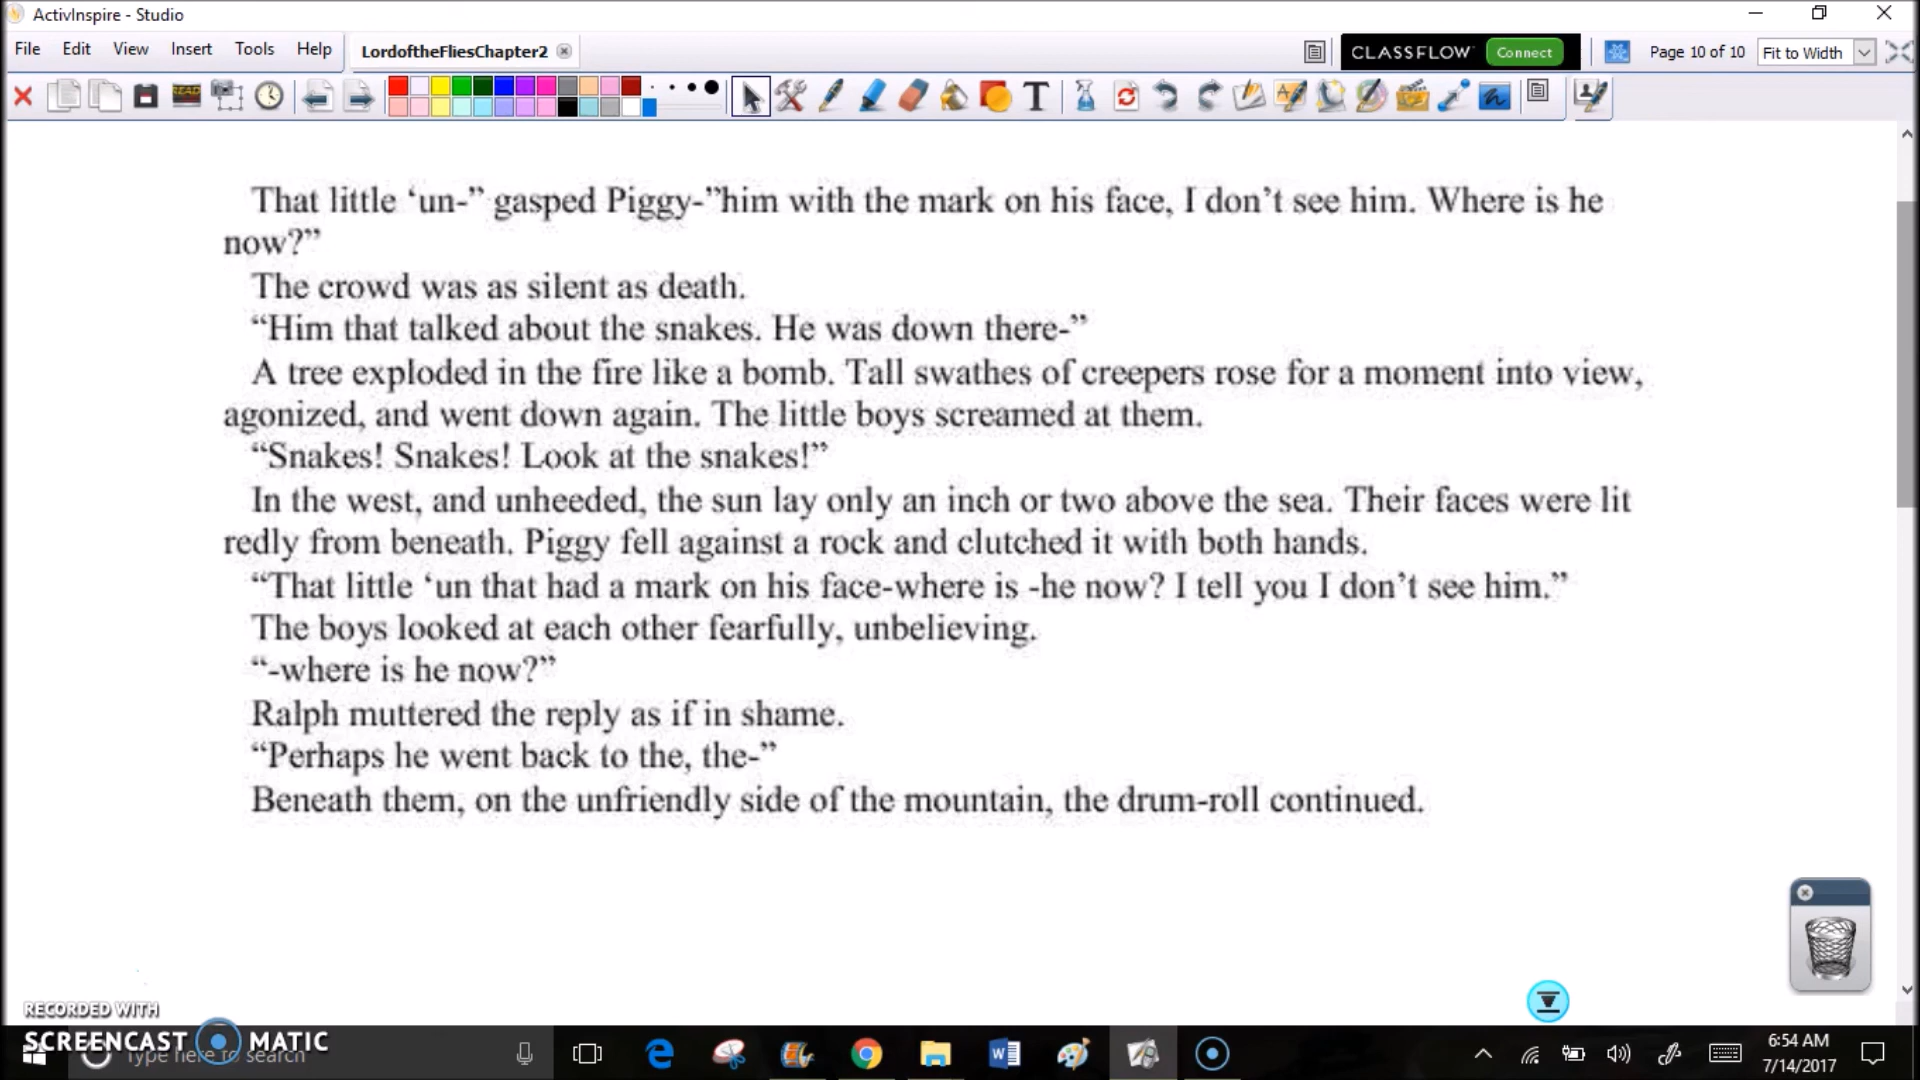 ActivInspire - Studio
File Edit View Insert Tools Help
LordoftheFliesChapter2
CLASSFLOW Connect
Page 10 of 10 Fit to Width
That little ‘un-” gasped Piggy-”him with the mark on his face, I don’t see him. Where is he
now?”
The crowd was as silent as death.
“Him that talked about the snakes. He was down there-”
A tree exploded in the fire like a bomb. Tall swathes of creepers rose for a moment into view,
agonized, and went down again. The little boys screamed at them.
“Snakes! Snakes! Look at the snakes!”
In the west, and unheeded, the sun lay only an inch or two above the sea. Their faces were lit
redly from beneath. Piggy fell against a rock and clutched it with both hands.
“That little ‘un that had a mark on his face-where is -he now? I tell you I don’t see him.”
The boys looked at each other fearfully, unbelieving.
“-where is he now?”
Ralph muttered the reply as if in shame.
“Perhaps he went back to the, the-”
Beneath them, on the unfriendly side of the mountain, the drum-roll continued.
RECORDED WITH
SCREENCAST MATIC
Type here to search
6:54 AM
7/14/2017